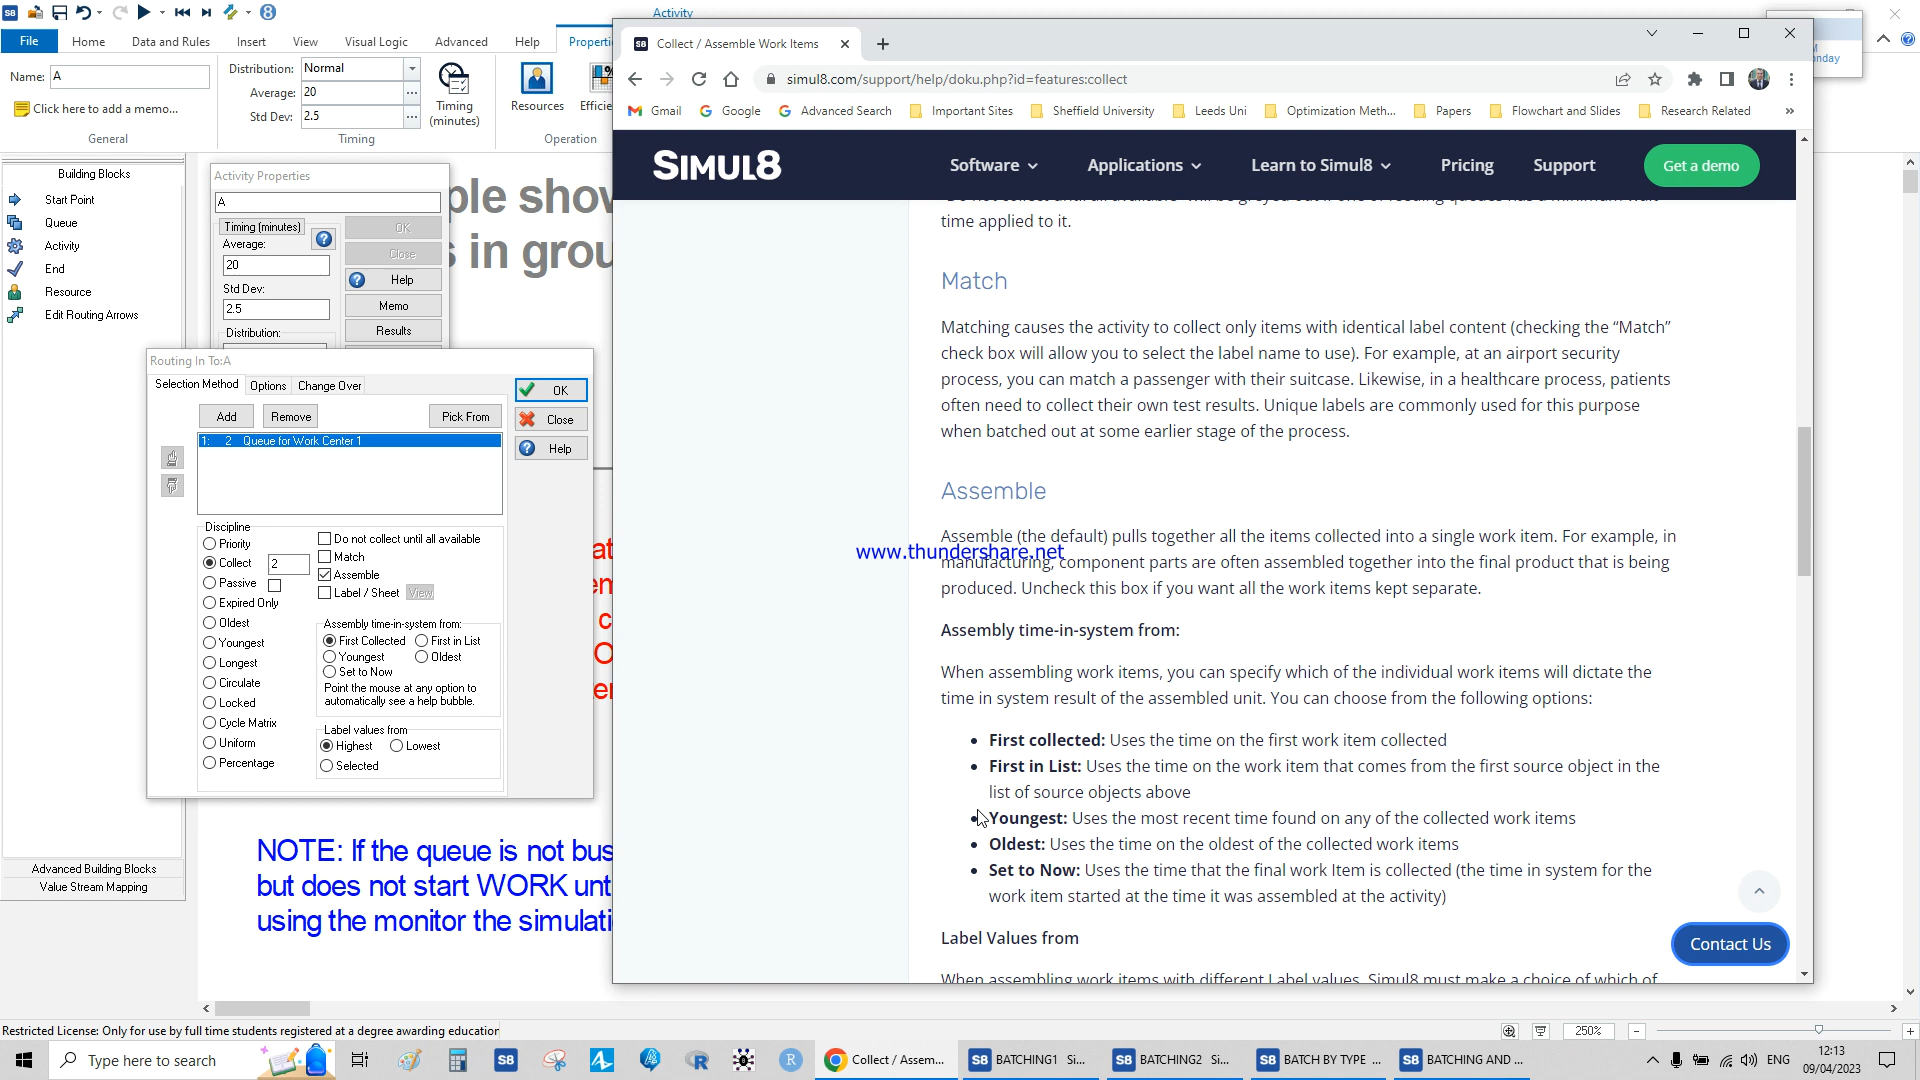 Activity
File
Home
Data and Rules
Insert
View
Visual Logic
Advanced
Help
Name: A
Click here to add a memo...
General
Distribution: Normal
Average: 20
Std Dev: 2.5
Timing
Timing
(minutes)
Resources
Operation
Building Blocks
Start Point
Queue
Activity
End
Resource
Edit Routing Arrows
Advanced Building Blocks
Value Stream Mapping
Activity Properties
A
Timing (minutes)
Average:
20
Std Dev:
2.5
Distribution:
OK
Close
Help
Memo
Results
in
Routing In To:A
Selection Method
Options
Change Over
Add
Remove
Pick From
1: 2 Queue for Work Center 1
OK
Close
Help
Discipline
Priority
Collect 2
Passive
Expired Only
Oldest
Youngest
Longest
Circulate
Locked
Cycle Matrix
Uniform
Percentage
Do not collect until all available
Match
Assemble
Label / Sheet View
Assembly time-in-system from:
First Collected First in List
Youngest Oldest
Set to Now
Point the mouse at any option to
automatically see a help bubble.
Label values from
Highest Lowest
Selected
NOTE: If the queue is not bus
but does not start WORK unt
using the monitor the simulati
Collect / Assemble Work Items
simul8.com/support/help/doku.php?id=features:collect
Gmail
Google
Advanced Search
Important Sites
Sheffield University
Leeds Uni
Optimization Meth...
Papers
Flowchart and Slides
Research Related
»
SIMUL8
Software
Applications
Learn to Simul8
Pricing
Support
Get a demo
time applied to it.
Match
Matching causes the activity to collect only items with identical label content (checking the “Match”
check box will allow you to select the label name to use). For example, at an airport security
process, you can match a passenger with their suitcase. Likewise, in a healthcare process, patients
often need to collect their own test results. Unique labels are commonly used for this purpose
when batched out at some earlier stage of the process.
Assemble
Assemble (the default) pulls together all the items collected into a single work item. For example, in
www.thundershare.net
manufacturing, component parts are often assembled together into the final product that is being
produced. Uncheck this box if you want all the work items kept separate.
Assembly time-in-system from:
When assembling work items, you can specify which of the individual work items will dictate the
time in system result of the assembled unit. You can choose from the following options:
• First collected: Uses the time on the first work item collected
• First in List: Uses the time on the work item that comes from the first source object in the
list of source objects above
• Youngest: Uses the most recent time found on any of the collected work items
• Oldest: Uses the time on the oldest of the collected work items
• Set to Now: Uses the time that the final work Item is collected (the time in system for the
work item started at the time it was assembled at the activity)
Label Values from
When assembling work items with different Label values, Simul8 must make a choice of which of
Contact Us
Restricted License: Only for use by full time students registered at a degree awarding education
250%
Type here to search
Collect / Assem...
BATCHING1 Si...
BATCHING2 Si...
BATCH BY TYPE ...
BATCHING AND ...
ENG
12:13
09/04/2023